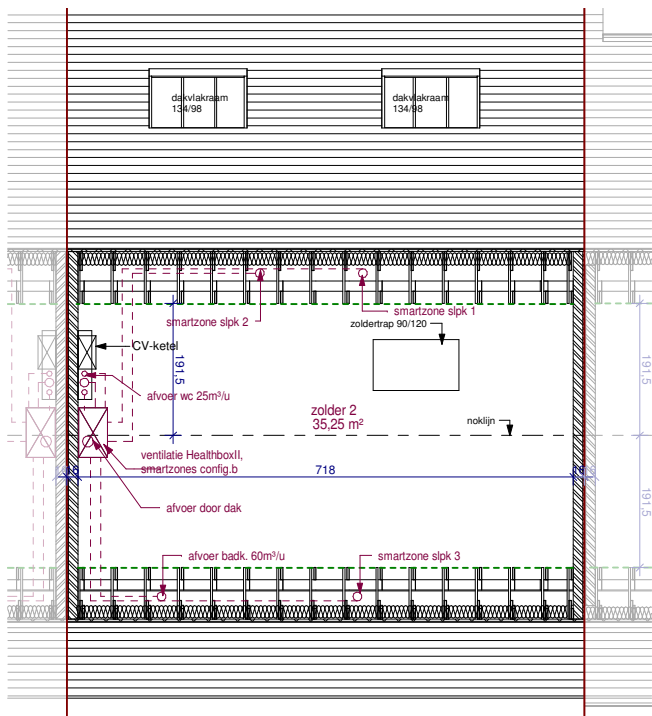 dakvlakraam
134/98
dakvlakraam
134/98
smartzone slpk 2
smartzone slpk 1
zoldertrap 90/120
CV-ketel
191,5
191,5
afvoer wc 25m³/u
zolder 2
35,25 m²
noklijn
ventilatie HealthboxII,
smartzones config.b
16
718
16
191,5
afvoer door dak
afvoer badk. 60m³/u
smartzone slpk 3